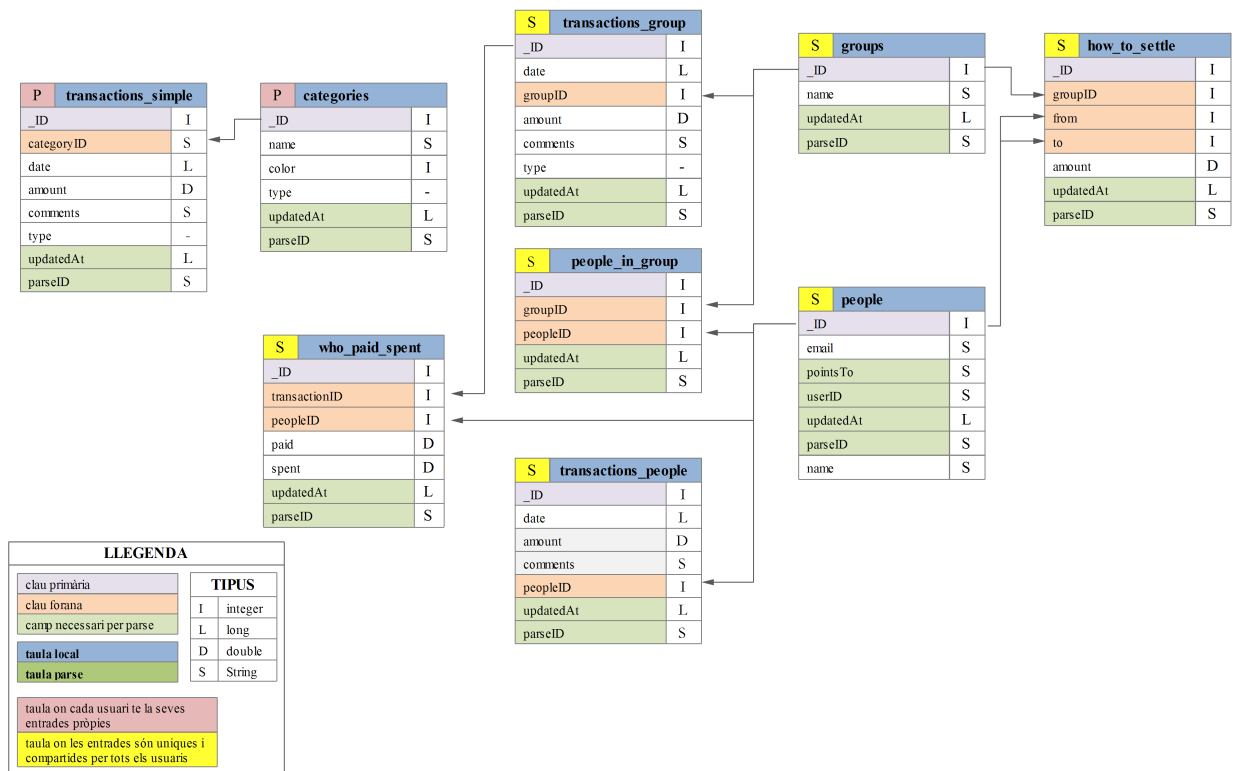 P transactions_simple
_ID I
categoryID S
date L
amount D
comments S
type -
updatedAt L
parseID S
P categories
_ID I
name S
color I
type -
updatedAt L
parseID S
S transactions_group
_ID I
date L
groupID I
amount D
comments S
type -
updatedAt L
parseID S
S groups
_ID I
name S
updatedAt L
parseID S
S how_to_settle
_ID I
groupID I
from I
to I
amount D
updatedAt L
parseID S
S people_in_group
_ID I
groupID I
peopleID I
updatedAt L
parseID S
S people
_ID I
email S
pointsTo S
userID S
updatedAt L
parseID S
name S
S who_paid_spent
_ID I
transactionID I
peopleID I
paid D
spent D
updatedAt L
parseID S
S transactions_people
_ID I
date L
amount D
comments S
peopleID I
updatedAt L
parseID S
LLEGENDA
clau primària
clau forana
camp necessari per parse
taula local
taula parse
TIPUS
I integer
L long
D double
S String
taula on cada usuari te la seves
entrades pròpies
taula on les entrades són uniques i
compartides per tots els usuaris